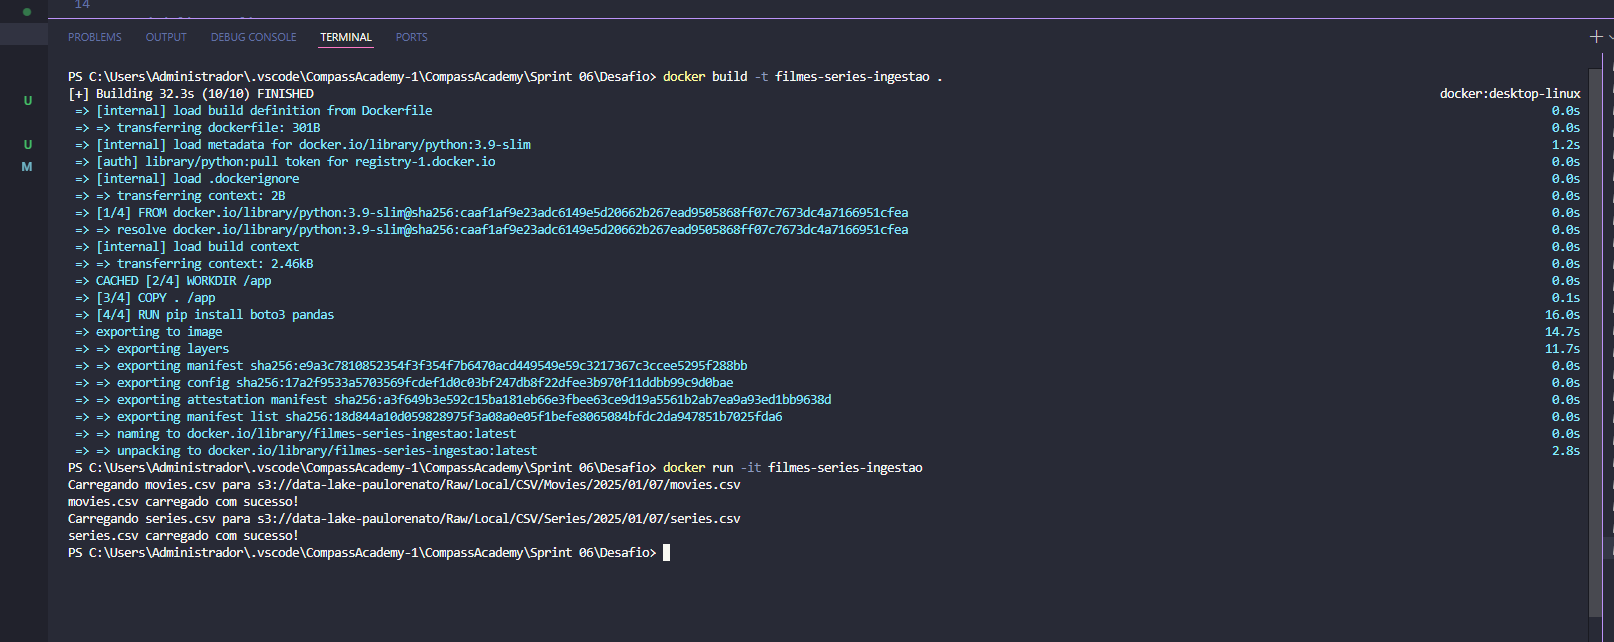 14
PROBLEMS OUTPUT DEBUG CONSOLE TERMINAL PORTS
PS C:\Users\Administrador\.vscode\CompassAcademy-1\CompassAcademy\Sprint 06\Desafio> docker build -t filmes-series-ingestao .
[+] Building 32.3s (10/10) FINISHED docker:desktop-linux
=> [internal] load build definition from Dockerfile 0.0s
=> => transferring dockerfile: 301B 0.0s
U
=> [internal] load metadata for docker.io/library/python:3.9-slim 1.2s
=> [auth] library/python:pull token for registry-1.docker.io 0.0s
=> [internal] load .dockerignore 0.0s
=> => transferring context: 2B 0.0s
=> [1/4] FROM docker.io/library/python:3.9-slim@sha256:caaf1af9e23adc6149e5d20662b267ead9505868ff07c7673dc4a7166951cfea 0.0s
=> => resolve docker.io/library/python:3.9-slim@sha256:caaf1af9e23adc6149e5d20662b267ead9505868ff07c7673dc4a7166951cfea 0.0s
U
M
=> [internal] load build context 0.0s
=> => transferring context: 2.46kB 0.0s
=> CACHED [2/4] WORKDIR /app 0.0s
=> [3/4] COPY . /app 0.1s
=> [4/4] RUN pip install boto3 pandas 16.0s
=> exporting to image 14.7s
=> => exporting layers 11.7s
=> => exporting manifest sha256:e9a3c7810852354f3f354f7b6470acd449549e59c3217367c3ccee5295f288bb 0.0s
=> => exporting config sha256:17a2f9533a5703569fcdef1d0c03bf247db8f22dfee3b970f11ddbb99c9d0bae 0.0s
=> => exporting attestation manifest sha256:a3f649b3e592c15ba181eb66e3fbee63ce9d19a5561b2ab7ea9a93ed1bb9638d 0.0s
=> => exporting manifest list sha256:18d844a10d059828975f3a08a0e05f1befe8065084bfdc2da947851b7025fda6 0.0s
=> => naming to docker.io/library/filmes-series-ingestao:latest 0.0s
=> => unpacking to docker.io/library/filmes-series-ingestao:latest 2.8s
PS C:\Users\Administrador\.vscode\CompassAcademy-1\CompassAcademy\Sprint 06\Desafio> docker run -it filmes-series-ingestao
Carregando movies.csv para s3://data-lake-paulorenato/Raw/Local/CSV/Movies/2025/01/07/movies.csv
movies.csv carregado com sucesso!
Carregando series.csv para s3://data-lake-paulorenato/Raw/Local/CSV/Series/2025/01/07/series.csv
series.csv carregado com sucesso!
PS C:\Users\Administrador\.vscode\CompassAcademy-1\CompassAcademy\Sprint 06\Desafio>